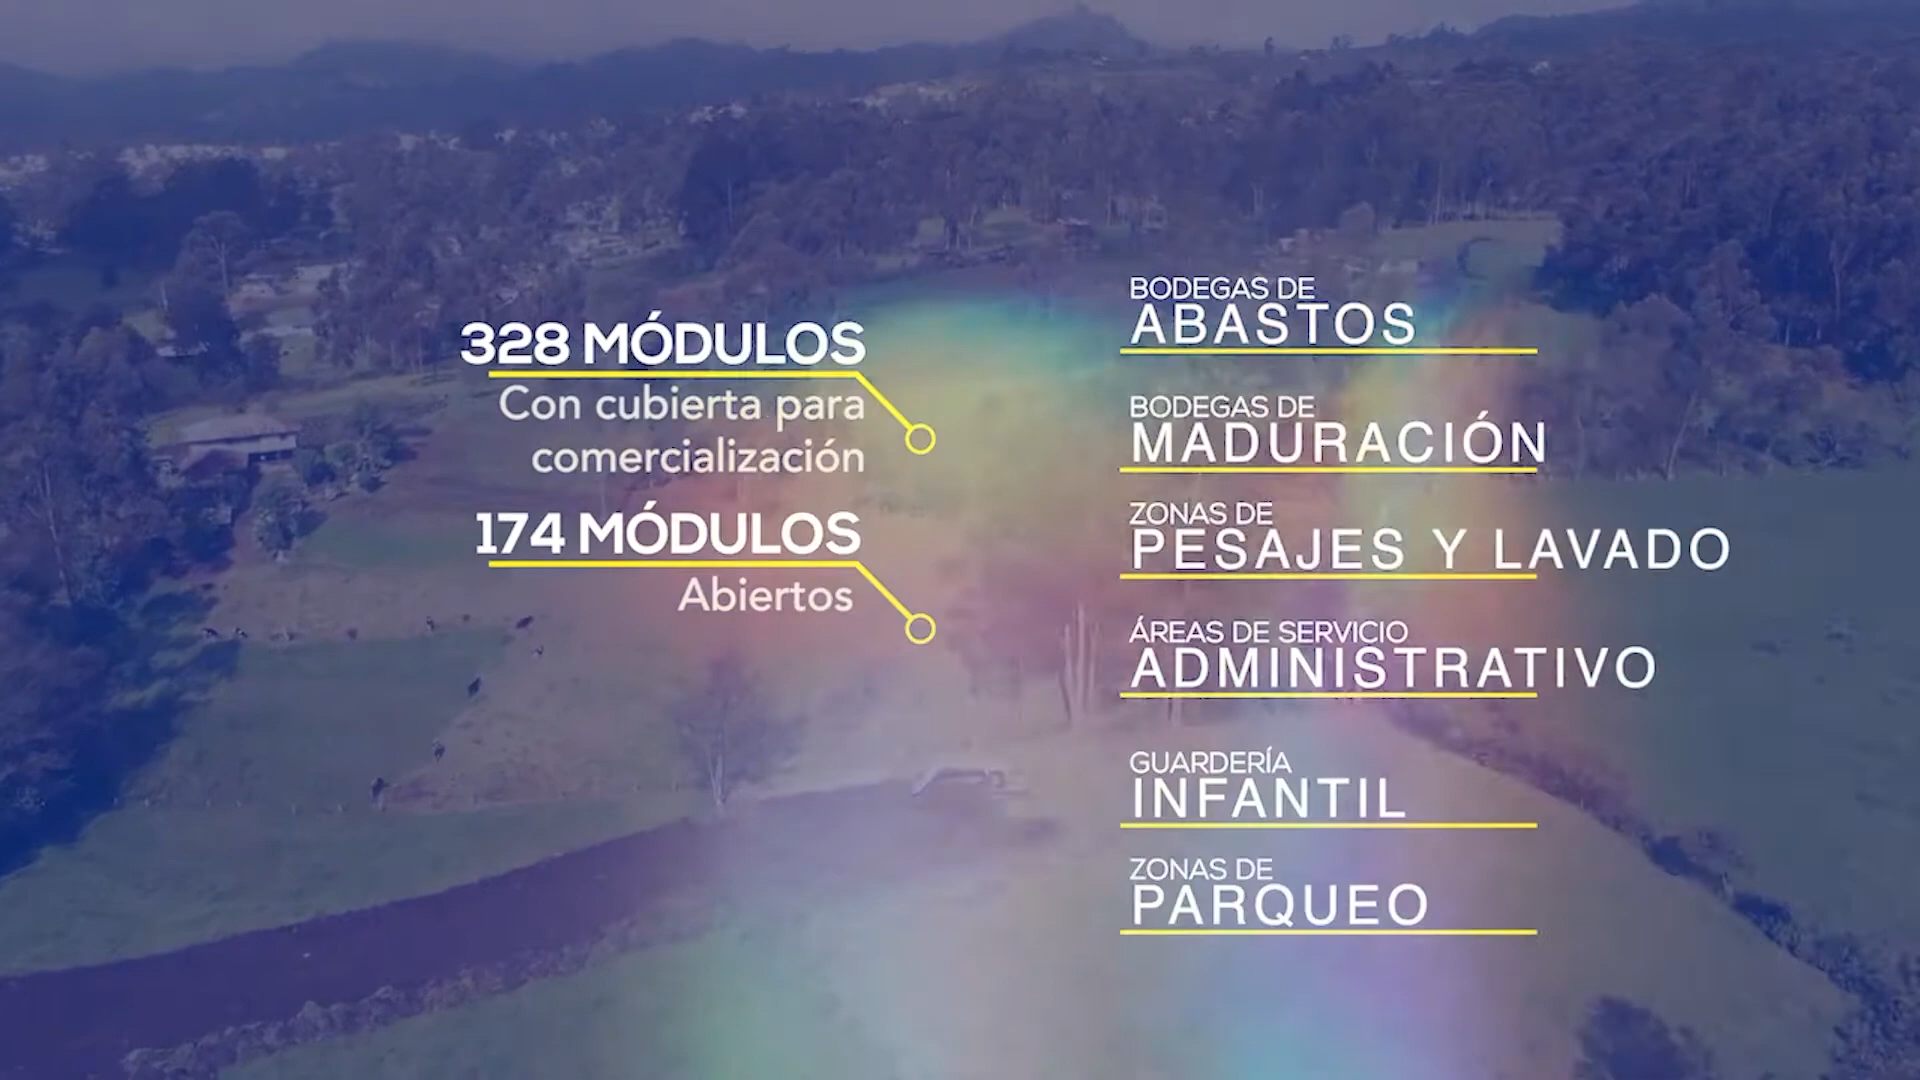 328 MÓDULOS
Con cubierta para
comercialización
174 MÓDULOS
Abiertos
BODEGAS DE
ABASTOS
BODEGAS DE
MADURACIÓN
ZONAS DE
PESAJES Y LAVADO
ÁREAS DE SERVICIO
ADMINISTRATIVO
GUARDERÍA
INFANTIL
ZONAS DE
PARQUEO